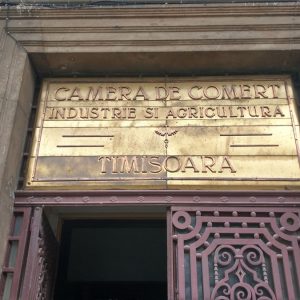 CAMERA DE COMERT
INDUSTRIE SI AGRICULTURA
TIMISOARA